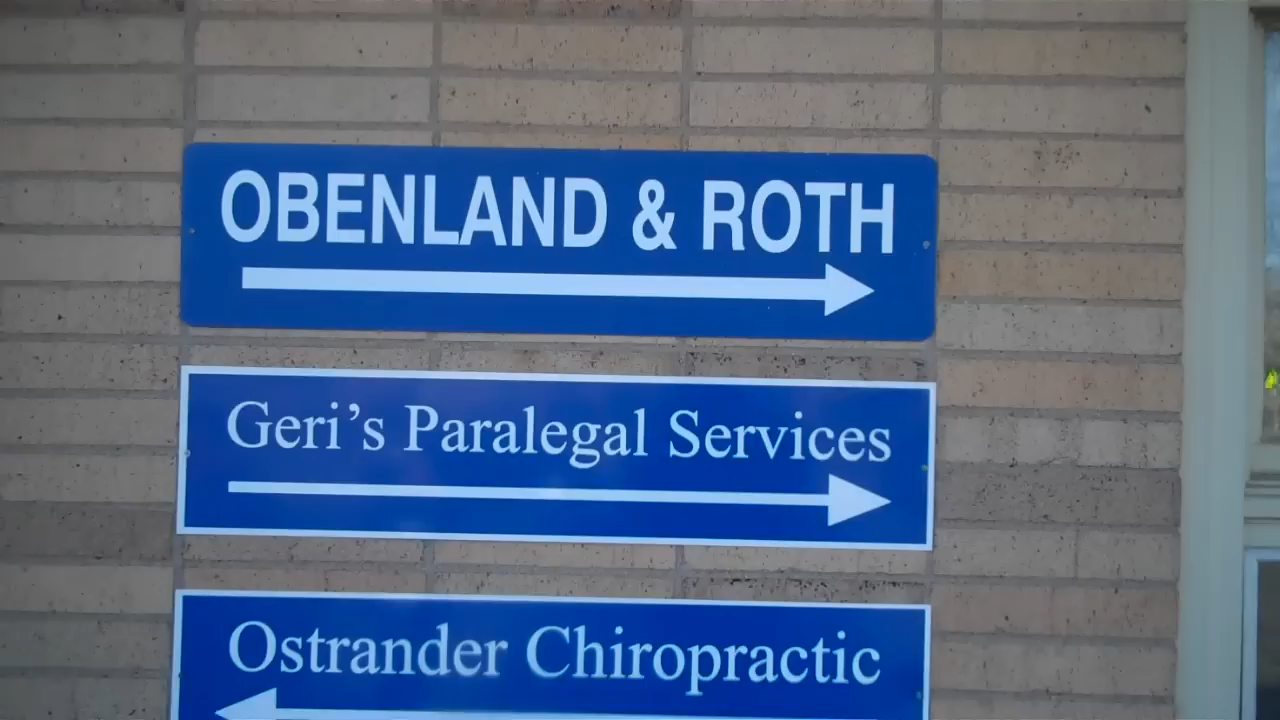 OBENLAND & ROTH
Geri's Paralegal Services
Ostrander Chiropractic